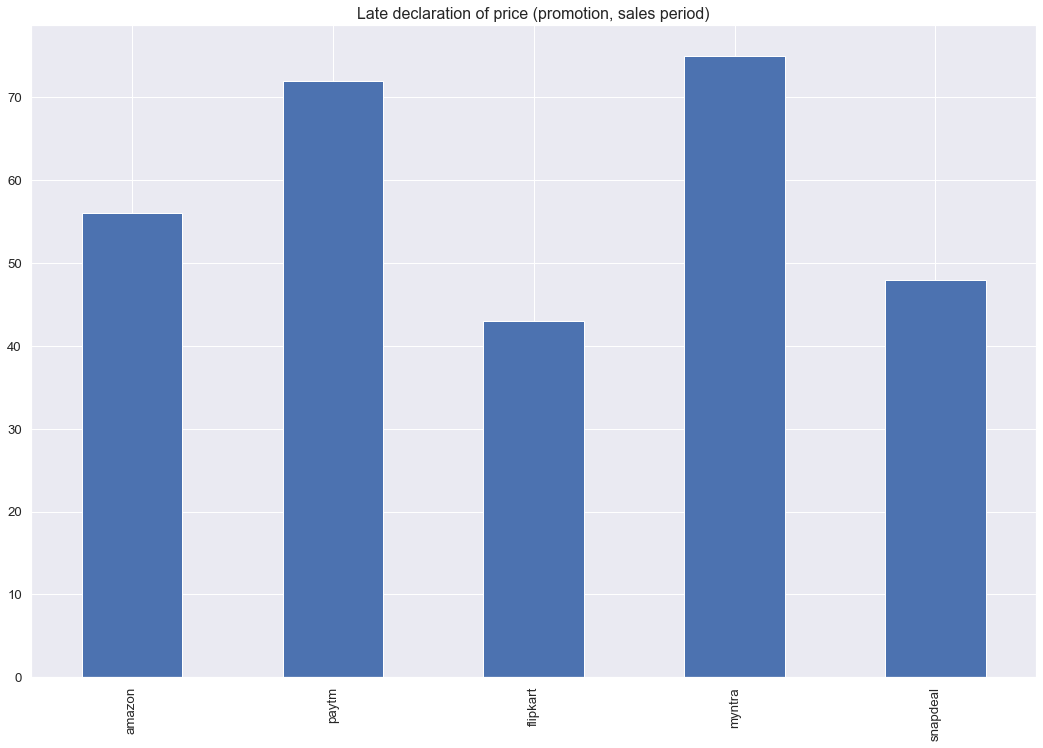 Late declaration of price (promotion, sales period)
70
60
50
40
30
20
10
0
amazon
paytm
flipkart
myntra
snapdeal